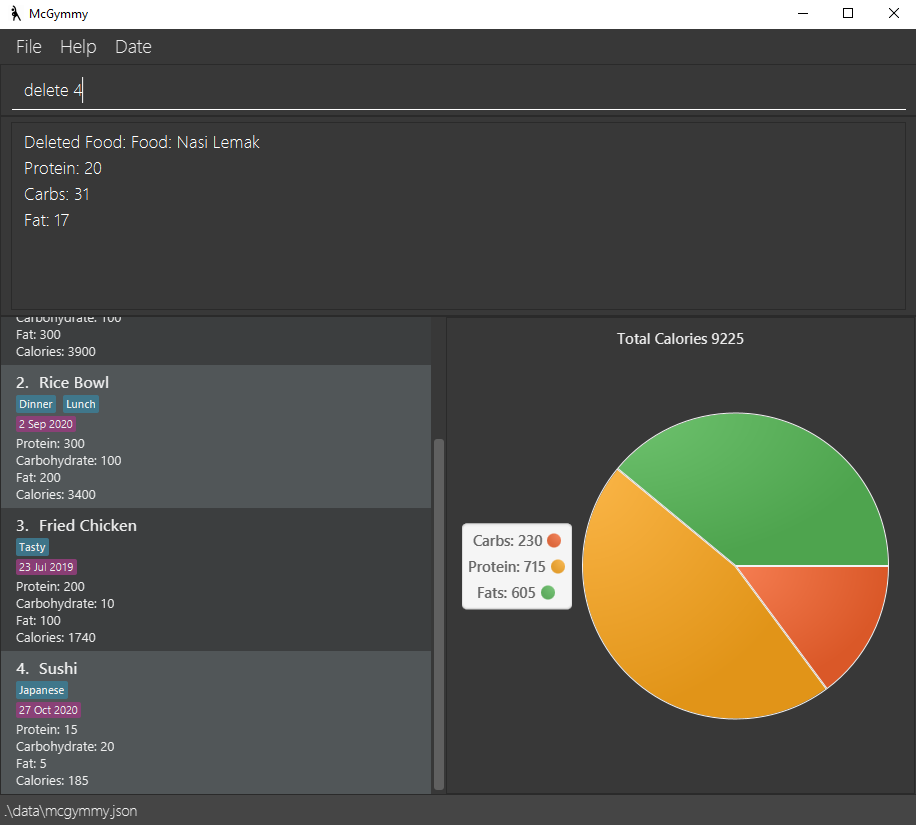 McGymmy
File Help Date
delete 4
Deleted Food: Food: Nasi Lemak
Protein: 20
Carbs: 31
Fat: 17
Carbohydrate: 100
Fat: 300
Calories: 3900
2. Rice Bowl
Dinner Lunch
2 Sep 2020
Protein: 300
Carbohydrate: 100
Fat: 200
Calories: 3400
3. Fried Chicken
Tasty
23 Jul 2019
Protein: 200
Carbohydrate: 10
Fat: 100
Calories: 1740
4. Sushi
Japanese
27 Oct 2020
Protein: 15
Carbohydrate: 20
Fat: 5
Calories: 185
Total Calories 9225
Carbs: 230
Protein: 715
Fats: 605
.\data\mcgymmy.json